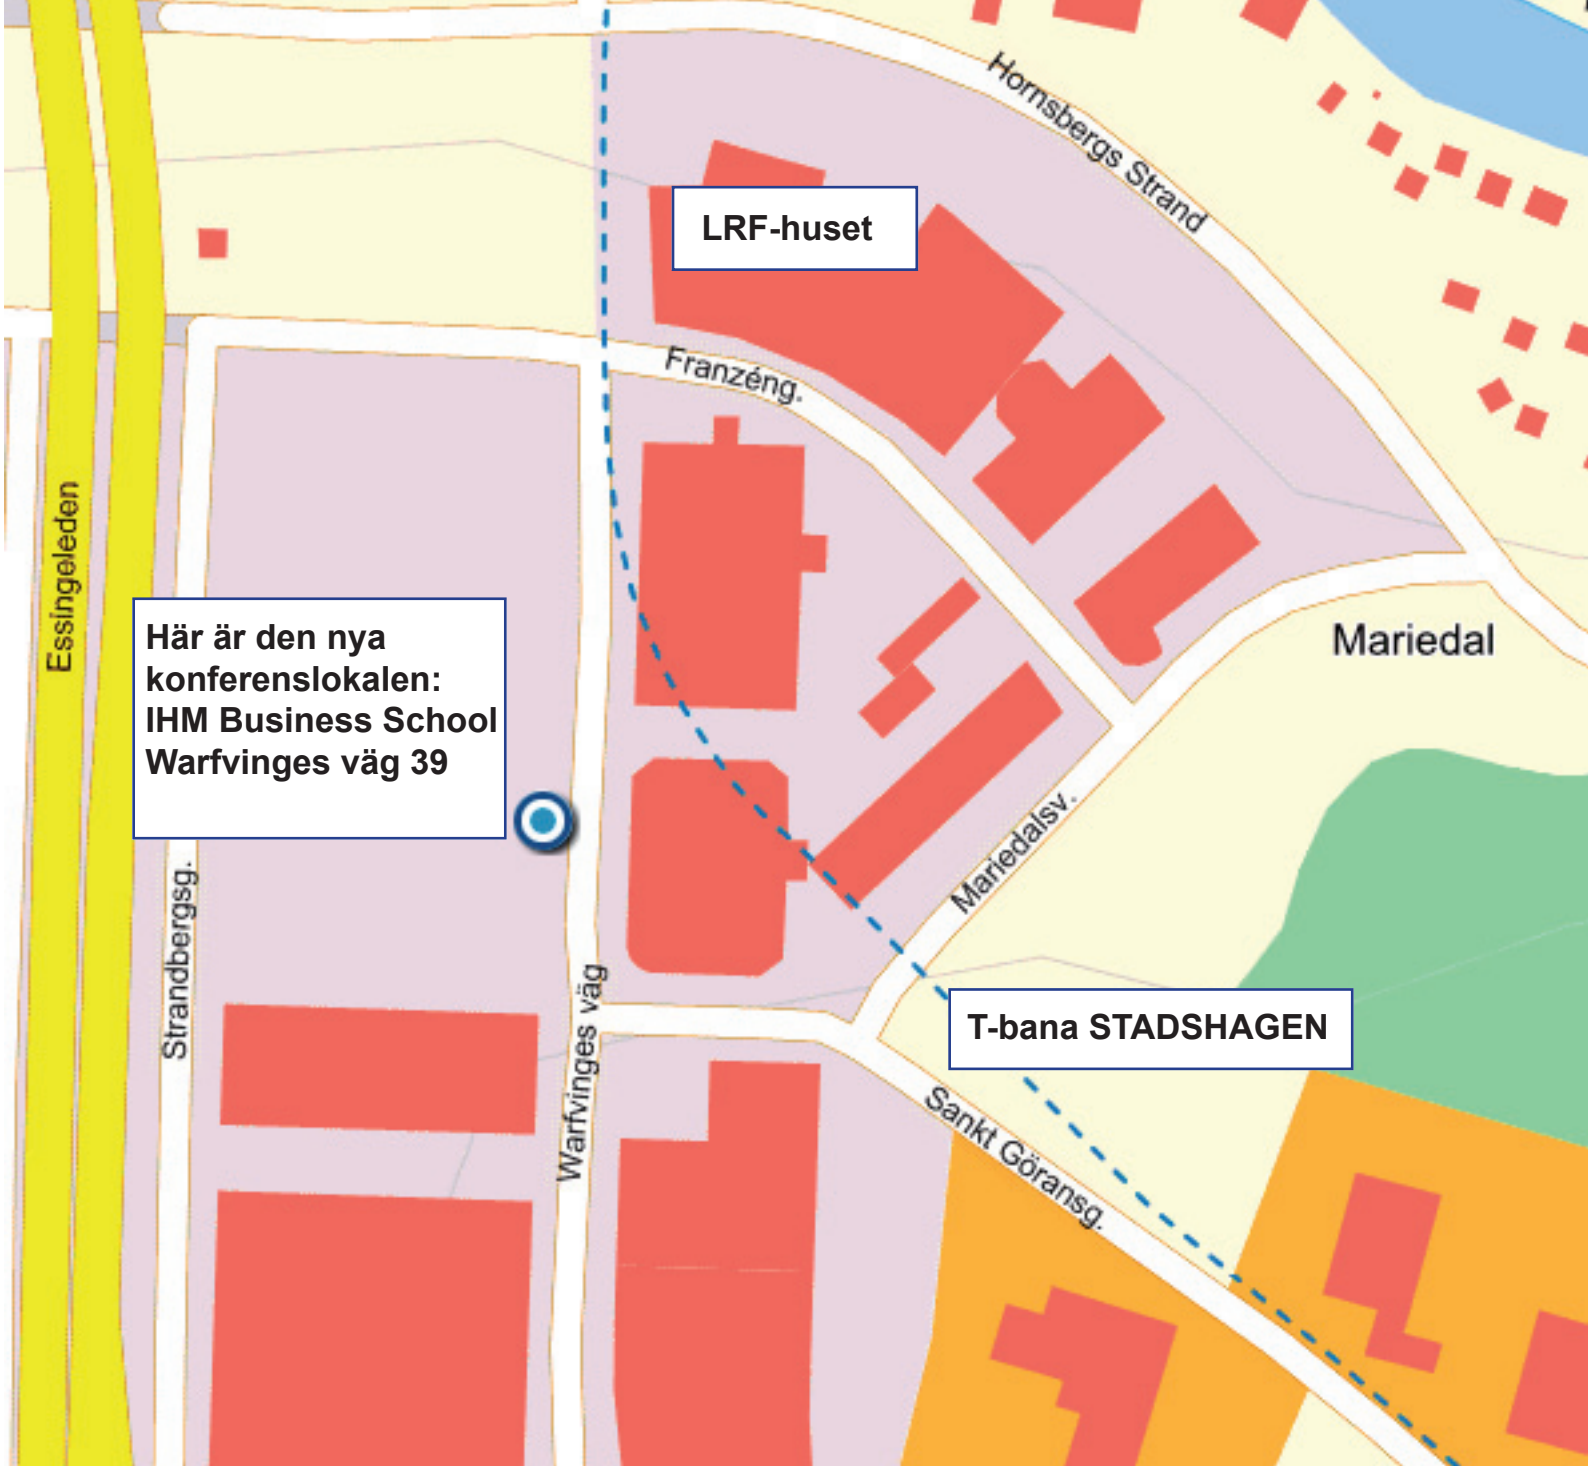 Hornsbergs Strand
LRF-huset
Franzéng.
Essingeleden
Här är den nya
konferenslokalen:
IHM Business School
Warfvinges väg 39
Mariedal
Mariedalsv.
Strandbergsg.
Warfvinges väg
T-bana STADSHAGEN
Sankt Göransg.